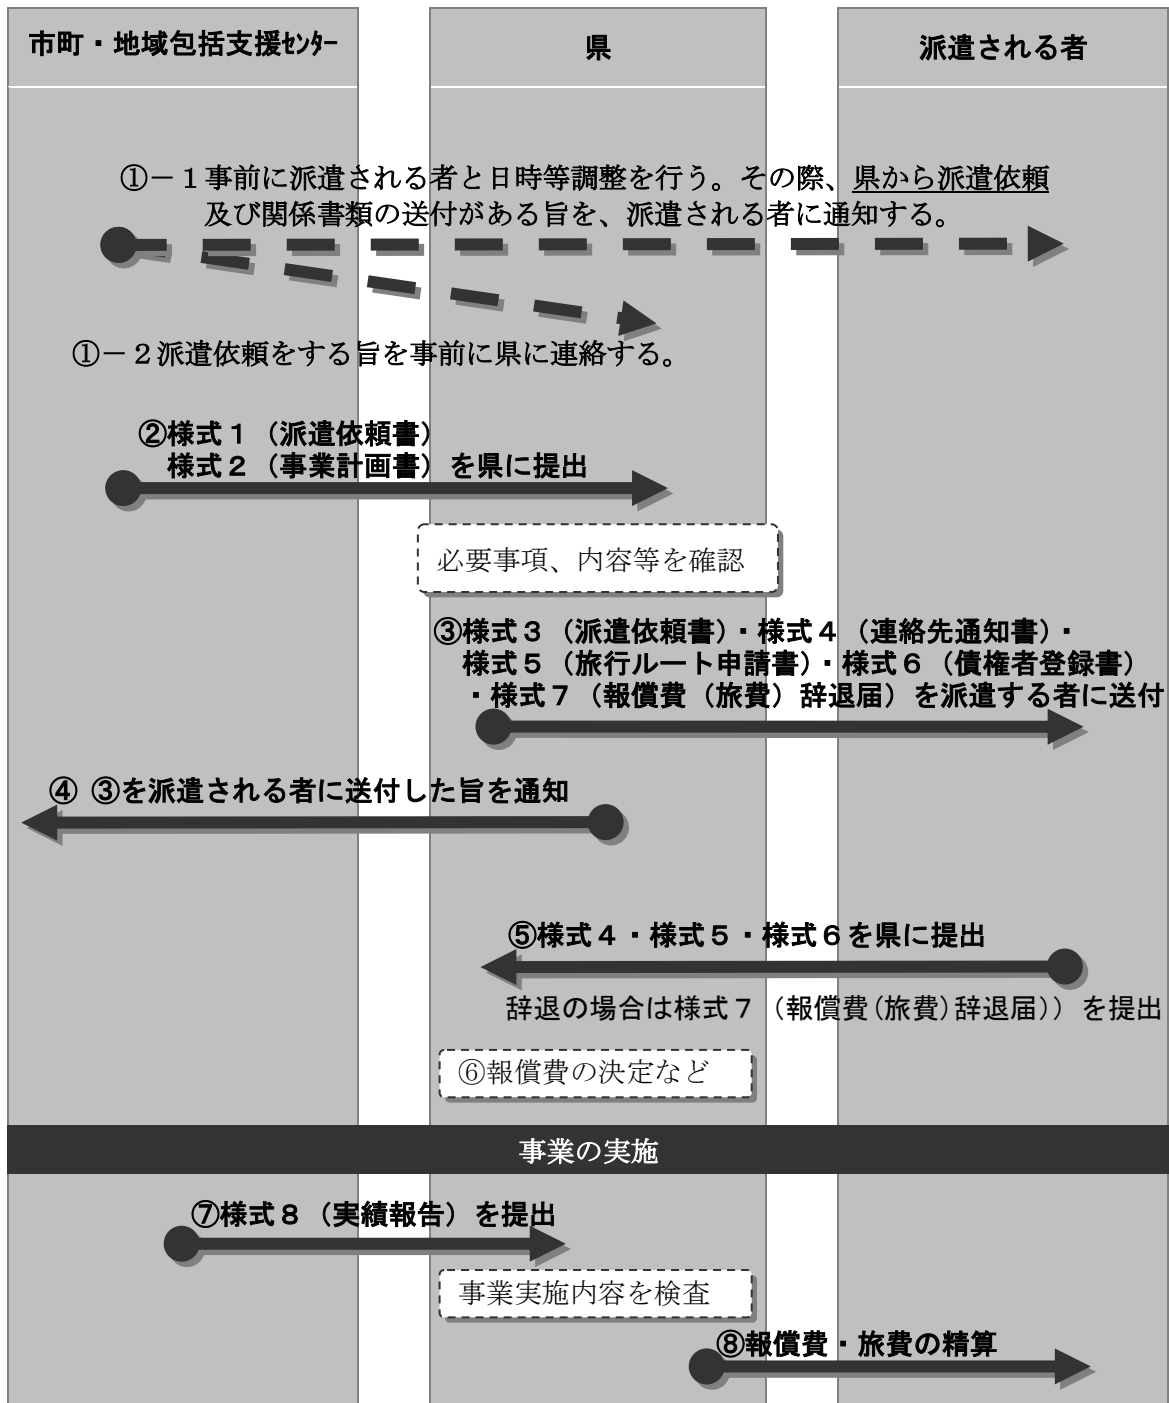 市町・地域包括支援ｾﾝﾀｰ
県
派遣される者
①－１事前に派遣される者と日時等調整を行う。その際、県から派遣依頼
及び関係書類の送付がある旨を、派遣される者に通知する。
①－２派遣依頼をする旨を事前に県に連絡する。
②様式１（派遣依頼書）
様式２（事業計画書）を県に提出
必要事項、内容等を確認
③様式３（派遣依頼書）・様式４（連絡先通知書）・
様式５（旅行ルート申請書）・様式６（債権者登録書）
・様式７（報償費（旅費）辞退届）を派遣する者に送付
④ ③を派遣される者に送付した旨を通知
⑤様式４・様式５・様式６を県に提出
辞退の場合は様式７（報償費(旅費)辞退届)）を提出
⑥報償費の決定など
事業の実施
⑦様式８（実績報告）を提出
事業実施内容を検査
⑧報償費・旅費の精算